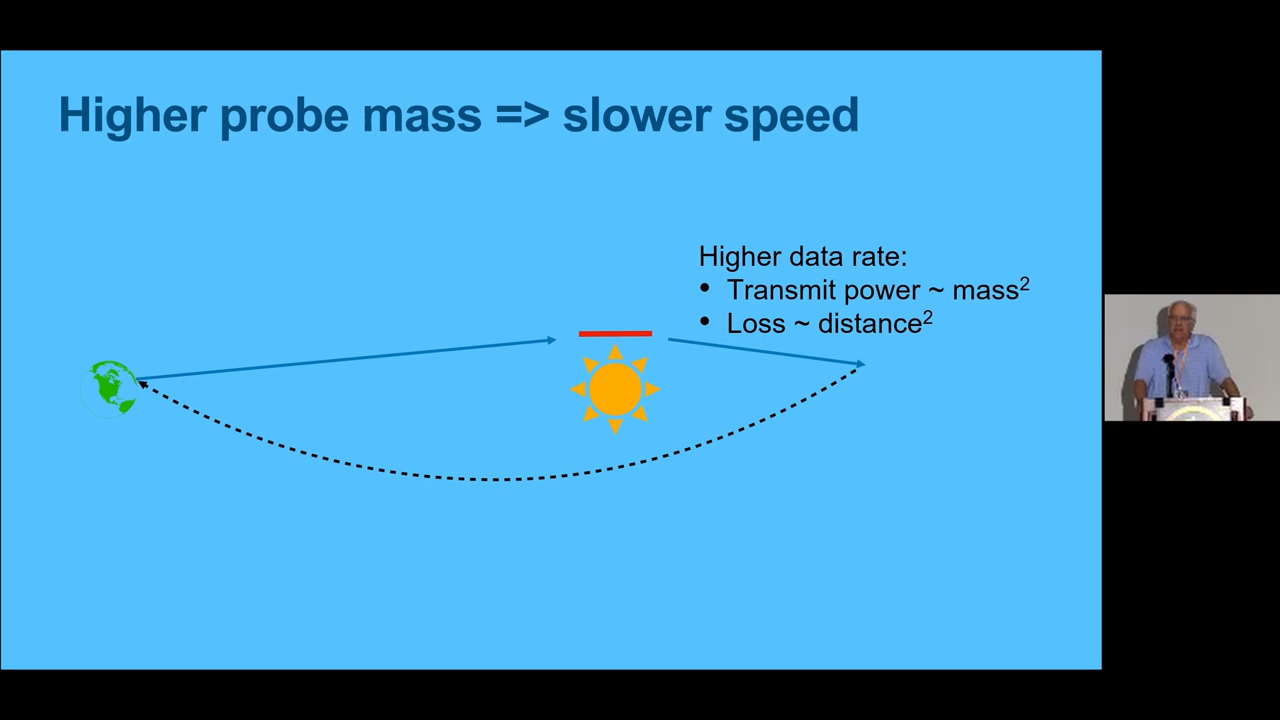 Higher probe mass => slower speed
Higher data rate:
• Transmit power ~ mass²
• Loss ~ distance²